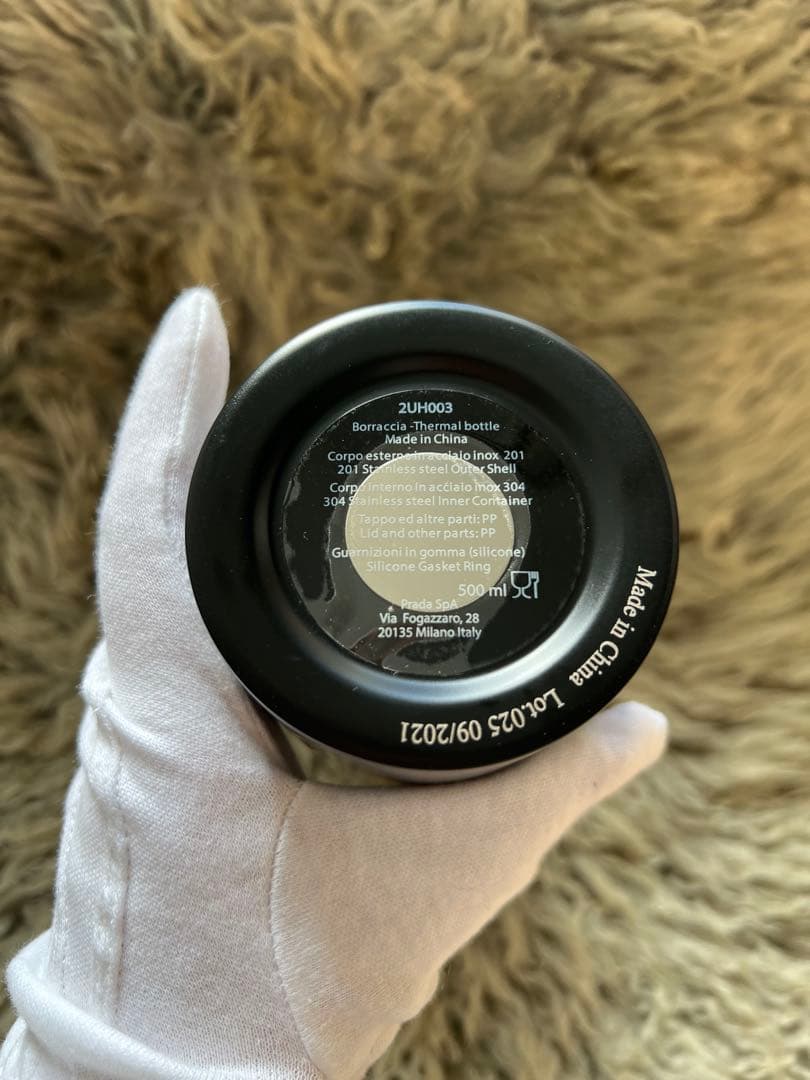 2UH003
Borraccia -Thermal bottle
Made in China
Corpo esterno in acciaio inox 201
201 Stainless steel Outer Shell
Corpo interno in acciaio inox 304
304 Stainless steel Inner Container
Tappo ed altre parti: PP
Lid and other parts: PP
Guarnizioni in gomma (silicone)
Silicone Gasket Ring
500 ml
Prada SpA
Via Fogazzaro, 28
20135 Milano Italy
Made in China Lot.025 09/2021